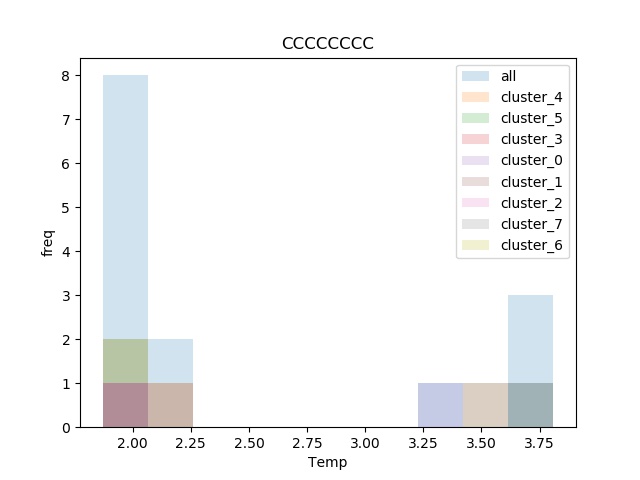 CCCCCCCC
8
7
6
5
4
3
2
1
0
freq
all
cluster_4
cluster_5
cluster_3
cluster_0
cluster_1
cluster_2
cluster_7
cluster_6
2.00 2.25 2.50 2.75 3.00 3.25 3.50 3.75
Temp